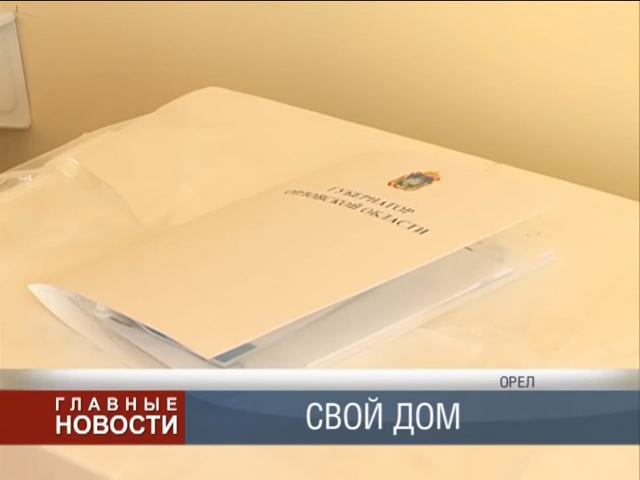 ГУБЕРНАТОР
ОРЛОВСКОЙ ОБЛАСТИ
ОРЕЛ
ГЛАВНЫЕ
НОВОСТИ
СВОЙ ДОМ